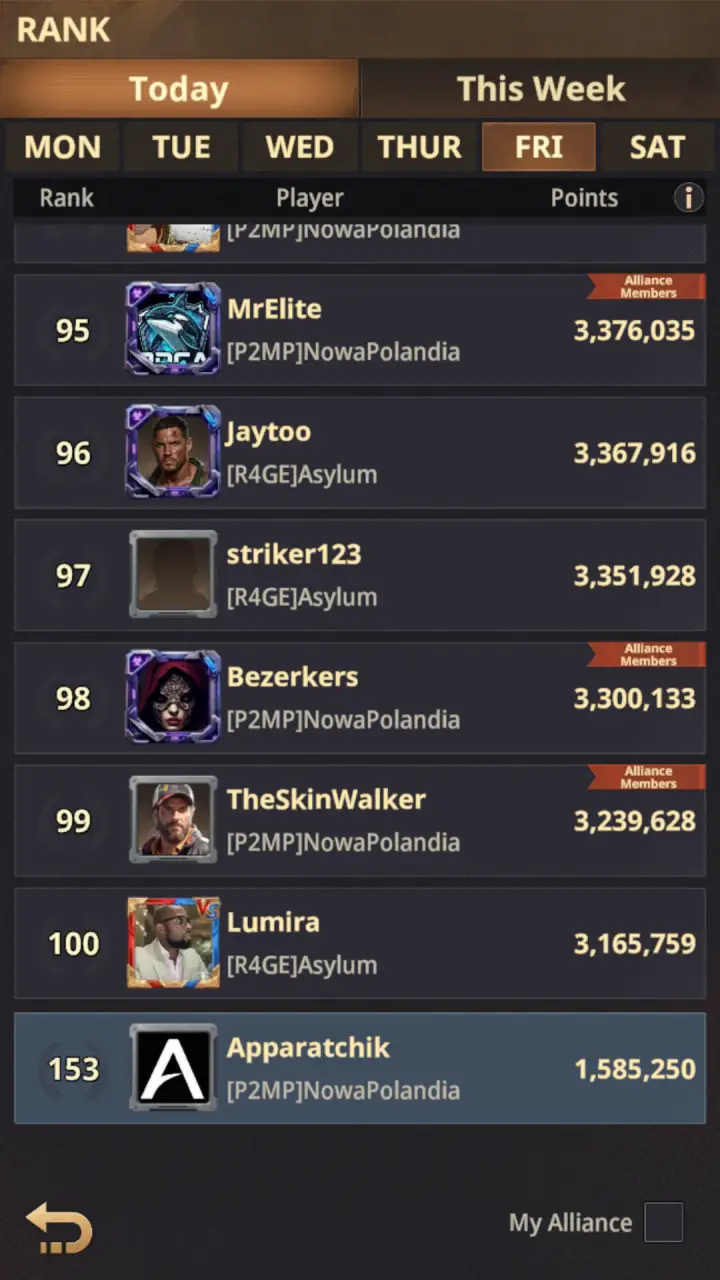 RANK
Today
This Week
MON TUE WED THUR FRI SAT
Rank Player Points
[P2MP]NowaPolandia
Alliance
Members
95 MrElite 3,376,035
[P2MP]NowaPolandia
96 Jaytoo 3,367,916
[R4GE]Asylum
97 striker123 3,351,928
[R4GE]Asylum
Alliance
Members
98 Bezerkers 3,300,133
[P2MP]NowaPolandia
Alliance
Members
99 TheSkinWalker 3,239,628
[P2MP]NowaPolandia
VS
100 Lumira 3,165,759
[R4GE]Asylum
153 A Apparatchik 1,585,250
[P2MP]NowaPolandia
My Alliance